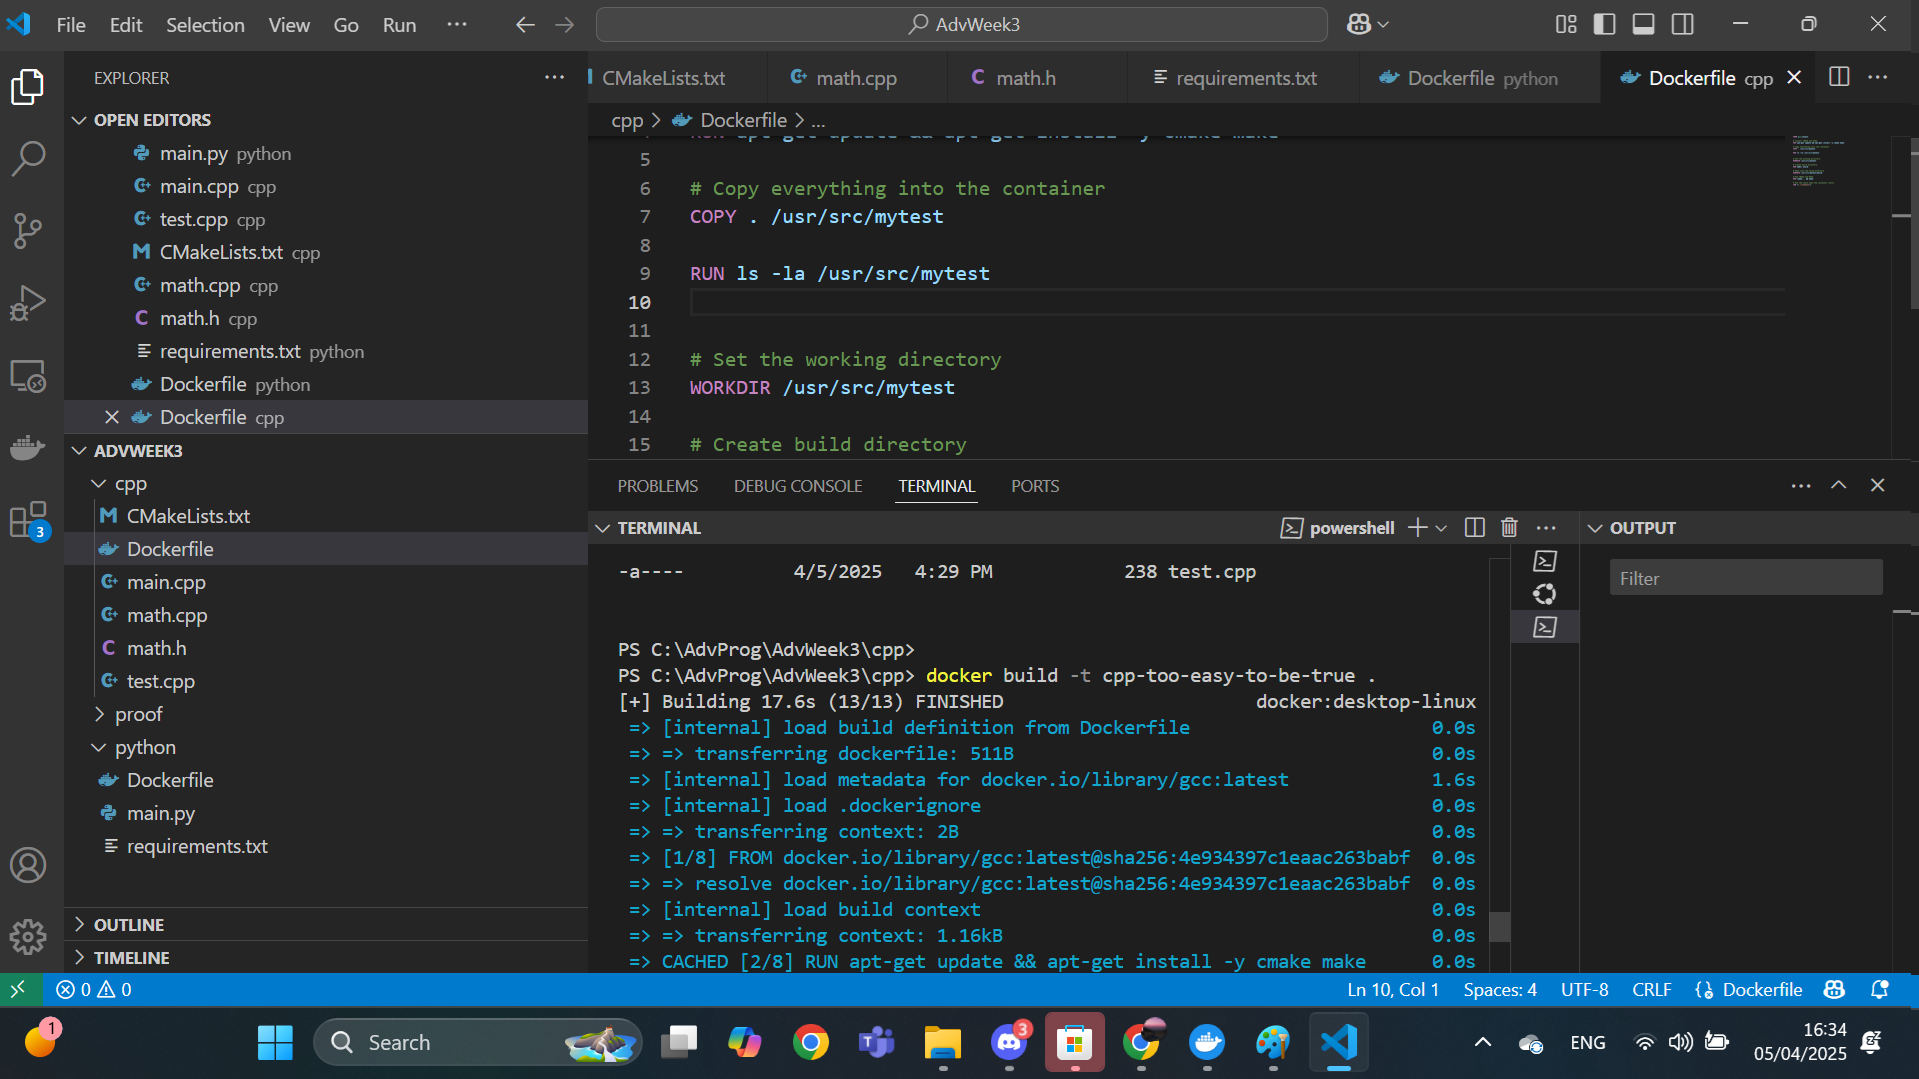 File Edit Selection View Go Run ...
AdvWeek3
EXPLORER
OPEN EDITORS
main.py python
main.cpp cpp
test.cpp cpp
CMakeLists.txt cpp
math.cpp cpp
math.h cpp
requirements.txt python
Dockerfile python
Dockerfile cpp
ADVWEEK3
cpp
CMakeLists.txt
Dockerfile
main.cpp
math.cpp
math.h
test.cpp
proof
python
Dockerfile
main.py
requirements.txt
OUTLINE
TIMELINE
CMakeLists.txt math.cpp math.h requirements.txt Dockerfile python Dockerfile cpp
cpp > Dockerfile > ...
RUN apt-get update && apt-get install -y cmake make
5
6 # Copy everything into the container
7 COPY . /usr/src/mytest
8
9 RUN ls -la /usr/src/mytest
10
11
12 # Set the working directory
13 WORKDIR /usr/src/mytest
14
15 # Create build directory
PROBLEMS DEBUG CONSOLE TERMINAL PORTS
TERMINAL
powershell
-a---- 4/5/2025 4:29 PM 238 test.cpp
PS C:\AdvProg\AdvWeek3\cpp>
PS C:\AdvProg\AdvWeek3\cpp> docker build -t cpp-too-easy-to-be-true .
[+] Building 17.6s (13/13) FINISHED docker:desktop-linux
=> [internal] load build definition from Dockerfile 0.0s
=> => transferring dockerfile: 511B 0.0s
=> [internal] load metadata for docker.io/library/gcc:latest 1.6s
=> [internal] load .dockerignore 0.0s
=> => transferring context: 2B 0.0s
=> [1/8] FROM docker.io/library/gcc:latest@sha256:4e934397c1eaac263babf 0.0s
=> => resolve docker.io/library/gcc:latest@sha256:4e934397c1eaac263babf 0.0s
=> [internal] load build context 0.0s
=> => transferring context: 1.16kB 0.0s
=> CACHED [2/8] RUN apt-get update && apt-get install -y cmake make 0.0s
OUTPUT
Filter
3
0 0
Ln 10, Col 1 Spaces: 4 UTF-8 CRLF Dockerfile
1
Search
3
ENG
16:34
05/04/2025